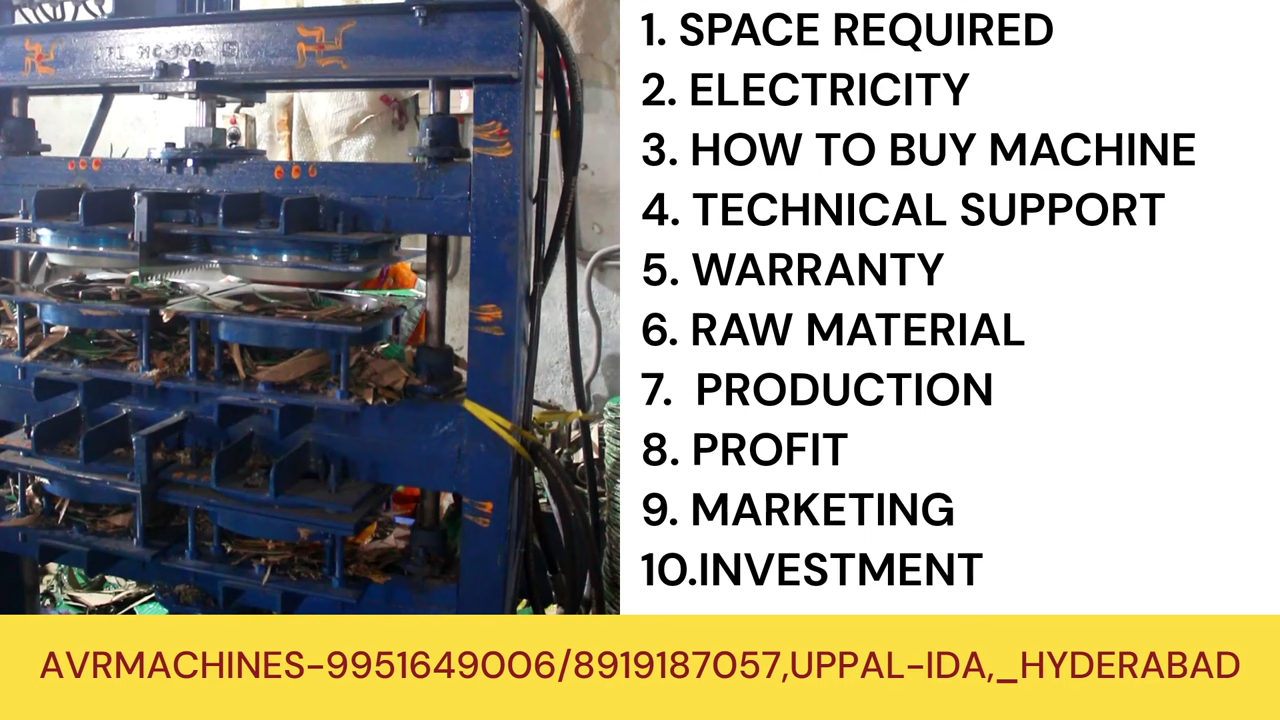 1. SPACE REQUIRED
2. ELECTRICITY
3. HOW TO BUY MACHINE
4. TECHNICAL SUPPORT
5. WARRANTY
6. RAW MATERIAL
7. PRODUCTION
8. PROFIT
9. MARKETING
10.INVESTMENT
AVRMACHINES-9951649006/8919187057,UPPAL-IDA,_HYDERABAD